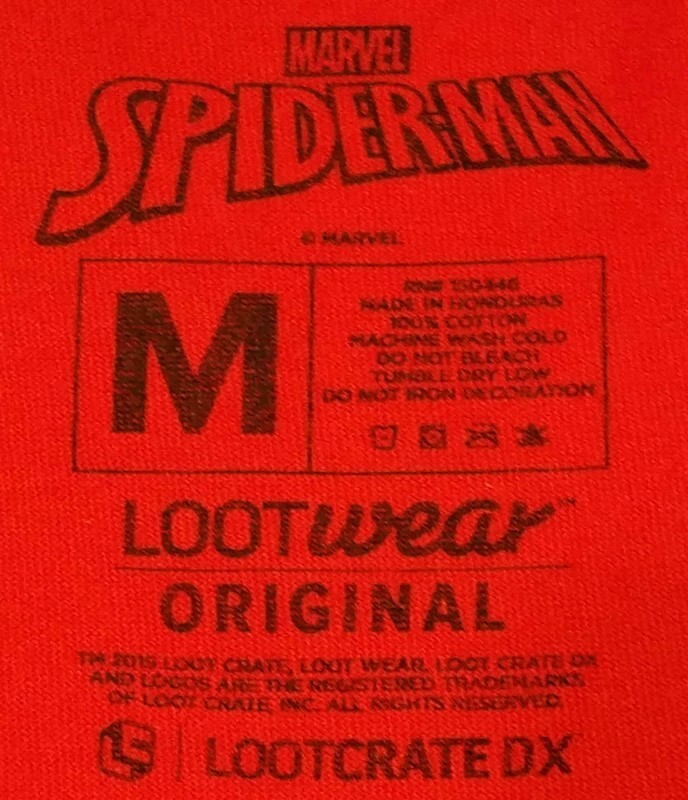 MARVEL
SPIDER-MAN
© MARVEL
M
RN# 150446
MADE IN HONDURAS
100% COTTON
MACHINE WASH COLD
DO NOT BLEACH
TUMBLE DRY LOW
DO NOT IRON DECORATION
LOOTwear™
ORIGINAL
TM 2019 LOOT CRATE, LOOT WEAR, LOOT CRATE DX
AND LOGOS ARE THE REGISTERED TRADEMARKS
OF LOOT CRATE, INC. ALL RIGHTS RESERVED.
LOOTCRATE DX